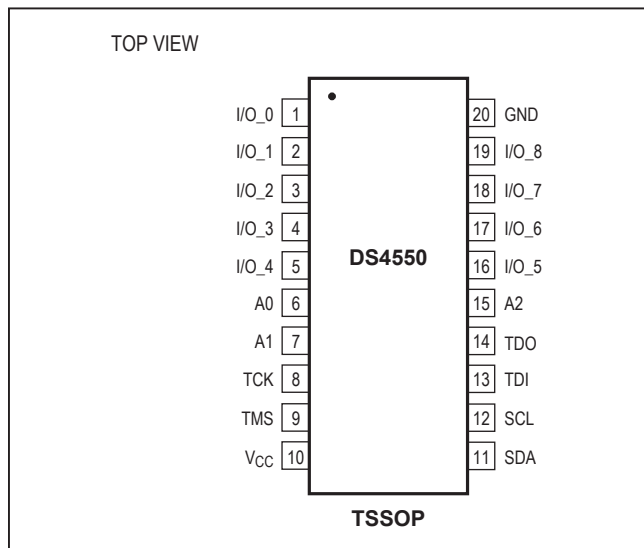 TOP VIEW
I/O_0 1 20 GND
I/O_1 2 19 I/O_8
I/O_2 3 18 I/O_7
I/O_3 4 17 I/O_6
I/O_4 5 16 I/O_5
DS4550
A0 6 15 A2
A1 7 14 TDO
TCK 8 13 TDI
TMS 9 12 SCL
VCC 10 11 SDA
TSSOP